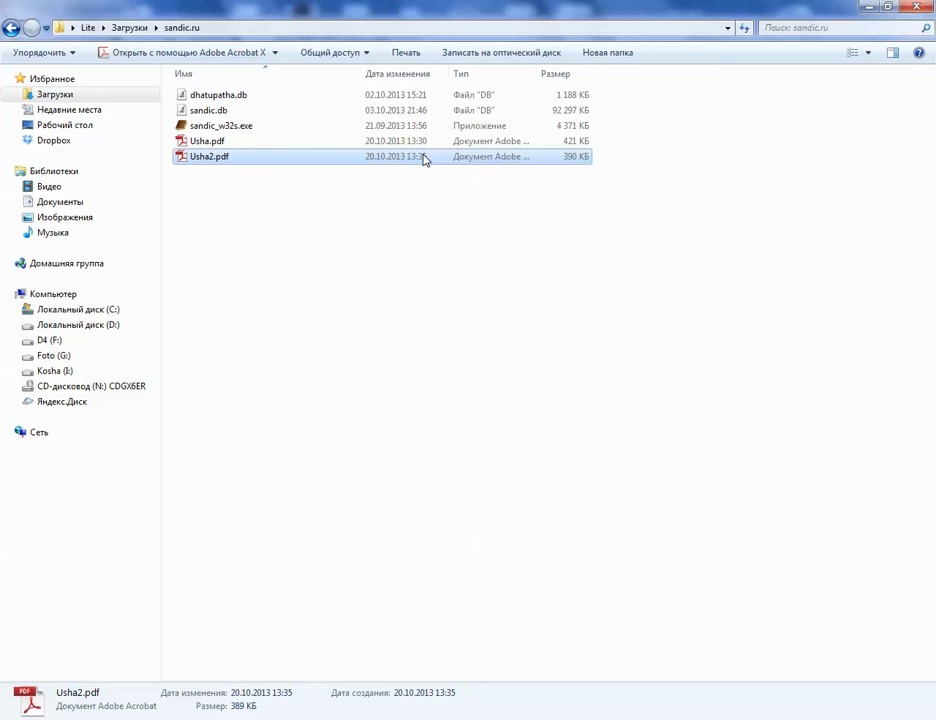 Lite Загрузки sandic.ru Поиск: sandic.ru
Упорядочить Открыть с помощью Adobe Acrobat X Общий доступ Печать Записать на оптический диск Новая папка
Избранное
Загрузки
Недавние места
Рабочий стол
Dropbox
Библиотеки
Видео
Документы
Изображения
Музыка
Домашняя группа
Компьютер
Локальный диск (C:)
Локальный диск (D:)
D4 (F:)
Foto (G:)
Kosha (I:)
CD-дисковод (N:) CDGX6ER
Яндекс.Диск
Сеть
Имя Дата изменения Тип Размер
dhatupatha.db 02.10.2013 15:21 Файл "DB" 1 188 КБ
sandic.db 03.10.2013 21:46 Файл "DB" 92 297 КБ
sandic_w32s.exe 21.09.2013 13:56 Приложение 4 371 КБ
Usha.pdf 20.10.2013 13:30 Документ Adobe ... 421 КБ
Usha2.pdf 20.10.2013 13:35 Документ Adobe ... 390 КБ
PDF
Usha2.pdf Дата изменения: 20.10.2013 13:35 Дата создания: 20.10.2013 13:35
Документ Adobe Acrobat Размер: 389 КБ